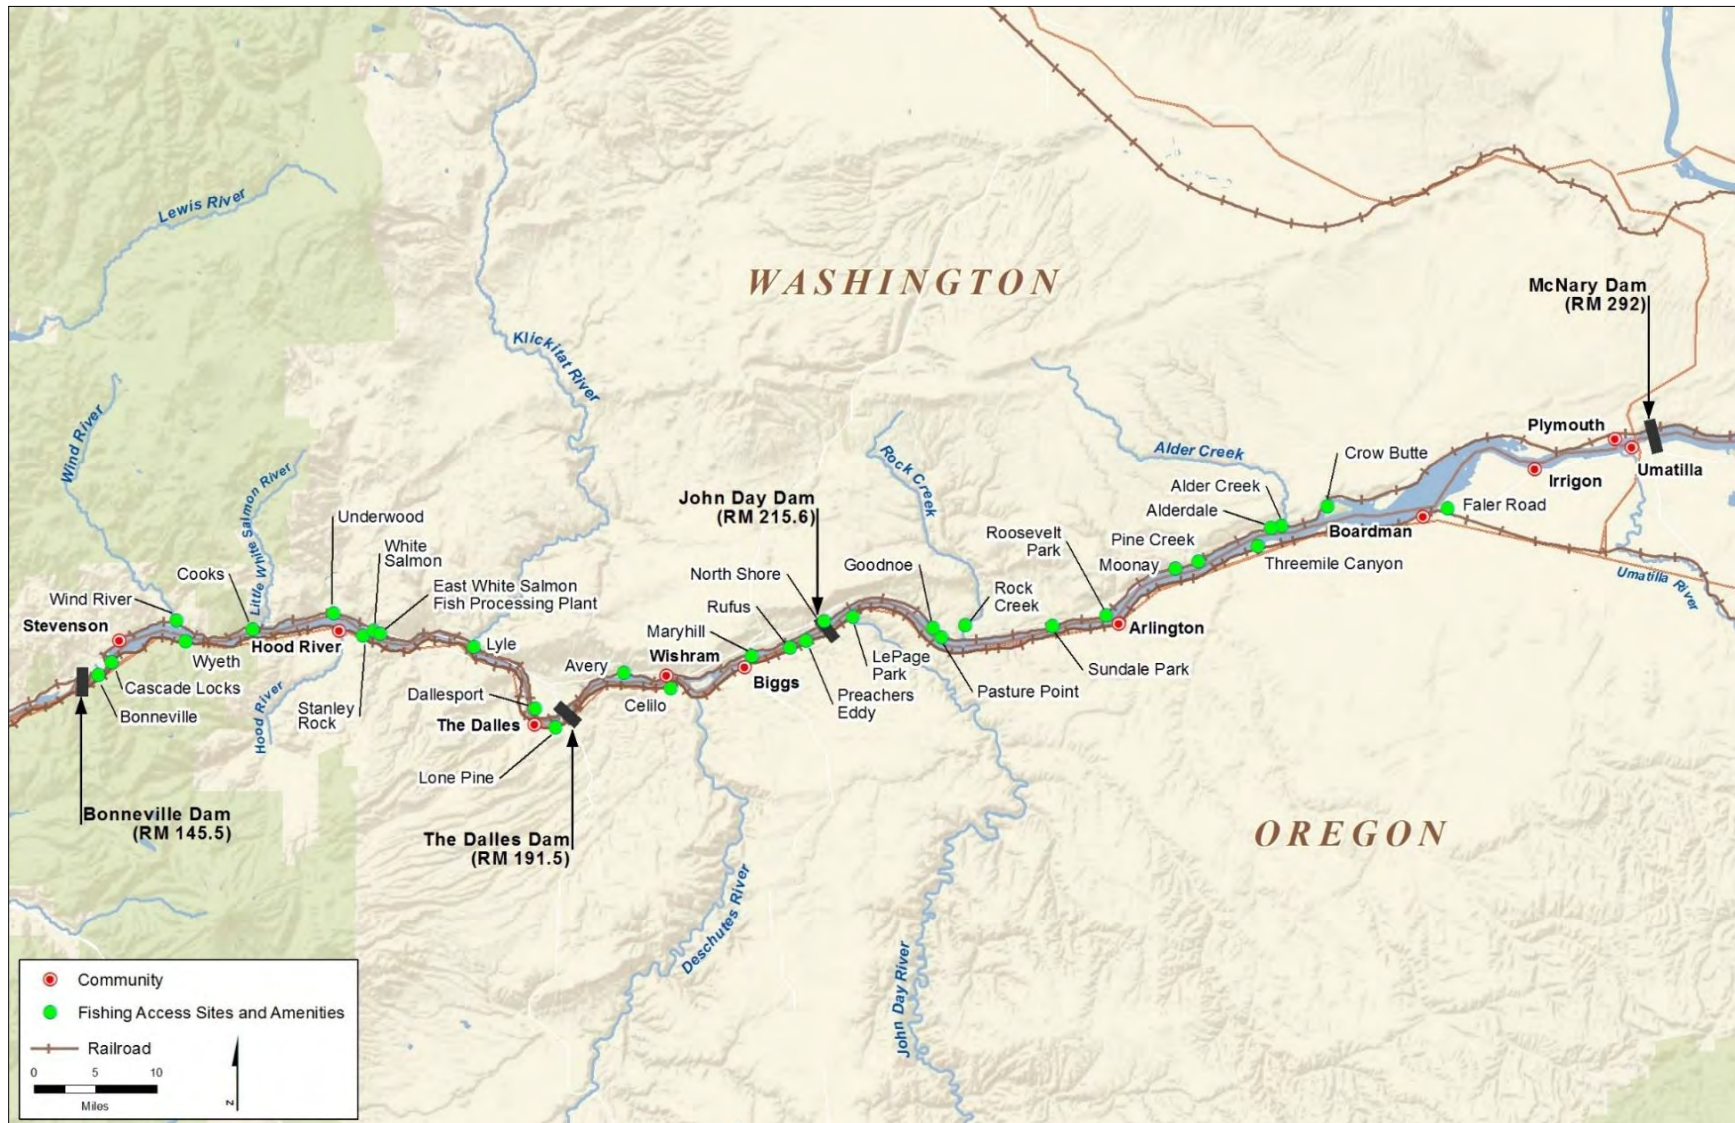 Lewis River
WASHINGTON
McNary Dam
(RM 292)
Klickitat River
Wind River
Little White Salmon River
Rock Creek
Alder Creek
Plymouth
Umatilla
Irrigon
Crow Butte
Alder Creek
Alderdale
Faler Road
Boardman
Threemile Canyon
Umatilla River
John Day Dam
(RM 215.6)
Underwood
White
Salmon
East White Salmon
Fish Processing Plant
Cooks
Wind River
Stevenson
Wyeth
Hood River
Cascade Locks
Bonneville
Hood River
Stanley
Rock
Lyle
North Shore
Goodnoe
Rufus
Maryhill
Rock
Creek
Roosevelt
Park
Pine Creek
Moonay
Arlington
Sundale Park
Avery
Wishram
Biggs
LePage
Park
Pasture Point
Preachers
Eddy
Dallesport
Celilo
The Dalles
Lone Pine
Bonneville Dam
(RM 145.5)
The Dalles Dam
(RM 191.5)
OREGON
Deschutes River
John Day River
Community
Fishing Access Sites and Amenities
Railroad
0 5 10
Miles
z